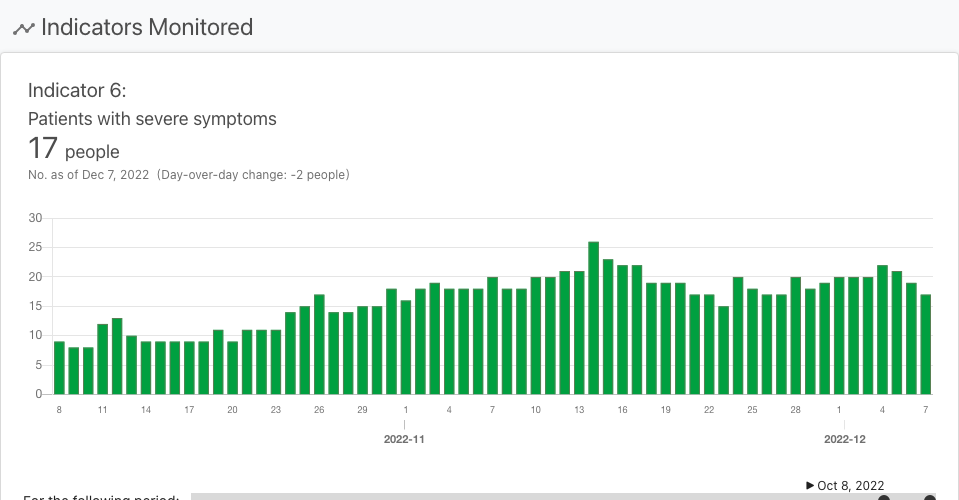 Indicators Monitored
Indicator 6:
Patients with severe symptoms
17 people
No. as of Dec 7, 2022 (Day-over-day change: -2 people)
30
25
20
15
10
5
0
8 11 14 17 20 23 26 29 1 4 7 10 13 16 19 22 25 28 1 4 7
2022-11 2022-12
▶ Oct 8, 2022
For the following period: